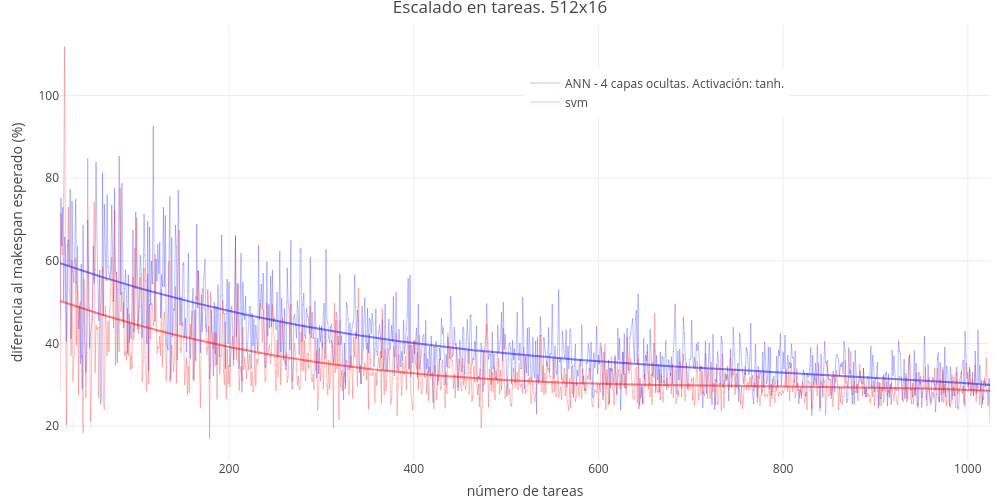 Escalado en tareas. 512x16
ANN - 4 capas ocultas. Activación: tanh.
svm
diferencia al makespan esperado (%)
100
80
60
40
20
200
400
600
800
1000
número de tareas